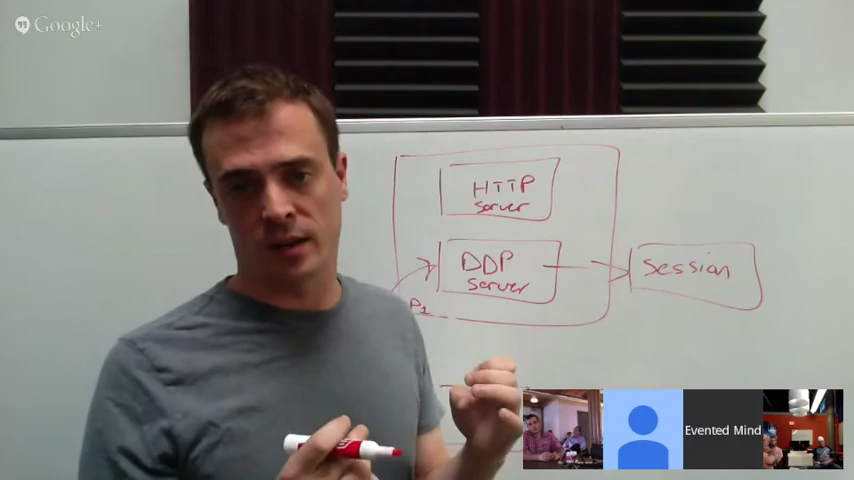 Google+
HTTP
Server
DDP
Server
Session
P1
Evented Mind